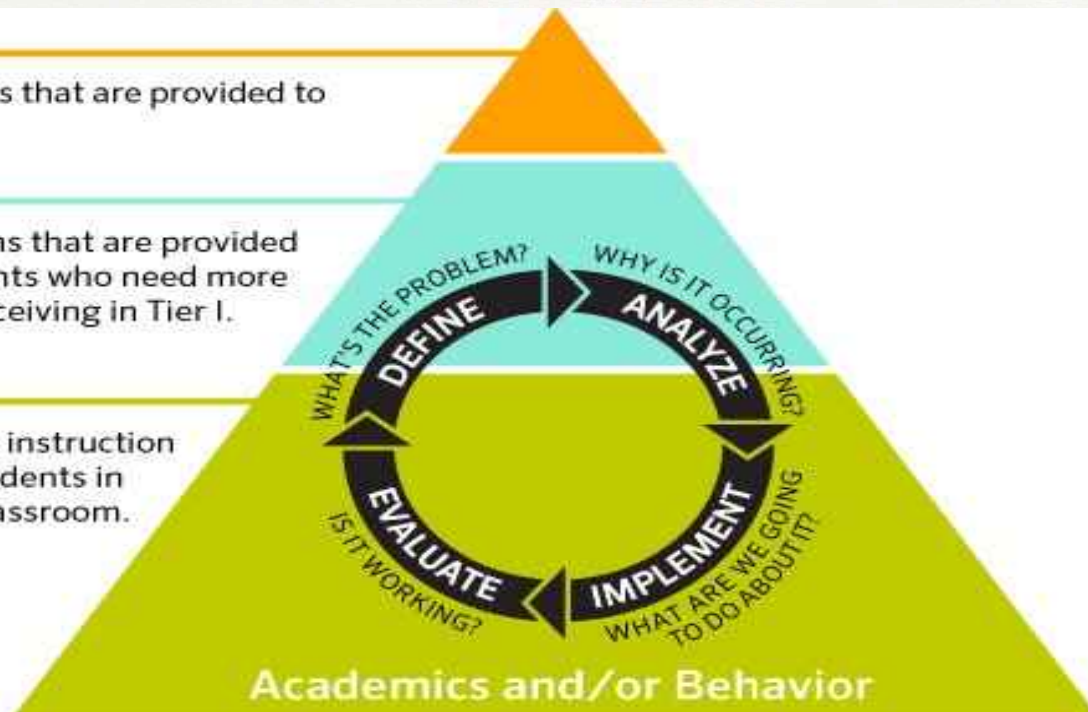 s that are provided to
ns that are provided
nts who need more
ceiving in Tier I.
instruction
dents in
assroom.
WHAT'S THE PROBLEM?
DEFINE
WHY IS IT OCCURRING?
ANALYZE
IMPLEMENT
WHAT ARE WE GOING
TO DO ABOUT IT?
EVALUATE
IS IT WORKING?
Academics and/or Behavior